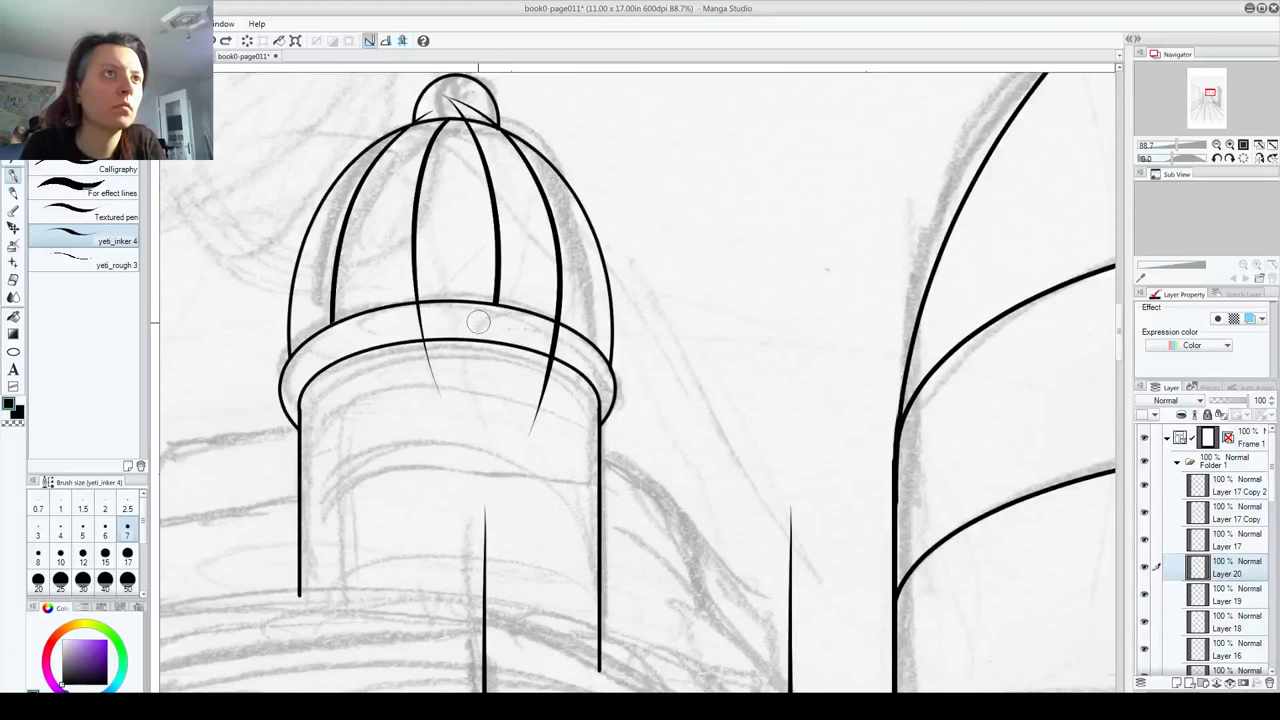 book0-page011* (11.00 x 17.00in 600dpi 88.7%) - Manga Studio
indow Help
book0-page011*
Navigator
88.7
0.0
Sub View
Layer Property
Effect
Expression color
Color
Layer
History
Normal 100
100 % N
Frame 1
100 % Normal
Folder 1
100 % Normal
Layer 17 Copy 2
100 % Normal
Layer 17 Copy
100 % Normal
Layer 17
100 % Normal
Layer 20
100 % Normal
Layer 19
100 % Normal
Layer 18
100 % Normal
Layer 16
100 % Normal
Calligraphy
For effect lines
Textured pen
yeti_inker 4
yeti_rough 3
Brush size (yeti_inker 4)
0.7 1 1.5 2 2.5
3 4 5 6 7
8 10 12 15 17
20 25 30 40 50
Colo